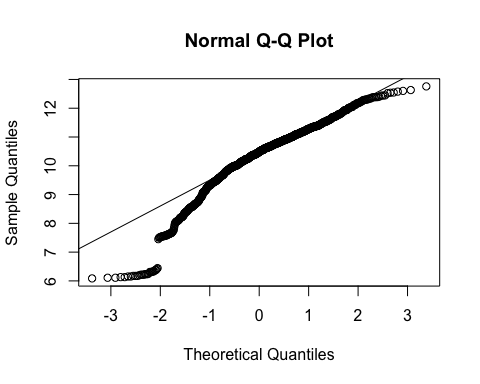 Normal Q-Q Plot
Sample Quantiles
12
10
9
8
7
6
-3 -2 -1 0 1 2 3
Theoretical Quantiles